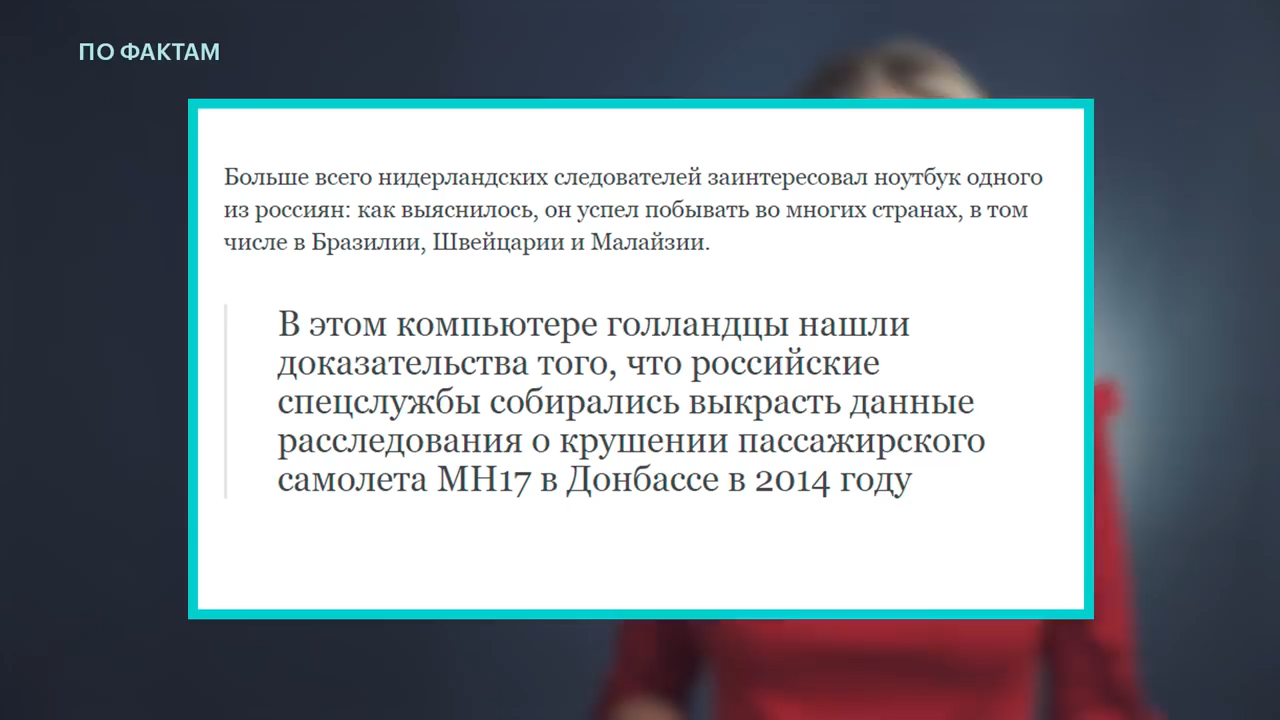 ПО ФАКТАМ
Больше всего нидерландских следователей заинтересовал ноутбук одного
из россиян: как выяснилось, он успел побывать во многих странах, в том
числе в Бразилии, Швейцарии и Малайзии.
В этом компьютере голландцы нашли
доказательства того, что российские
спецслужбы собирались выкрасть данные
расследования о крушении пассажирского
самолета MH17 в Донбассе в 2014 году